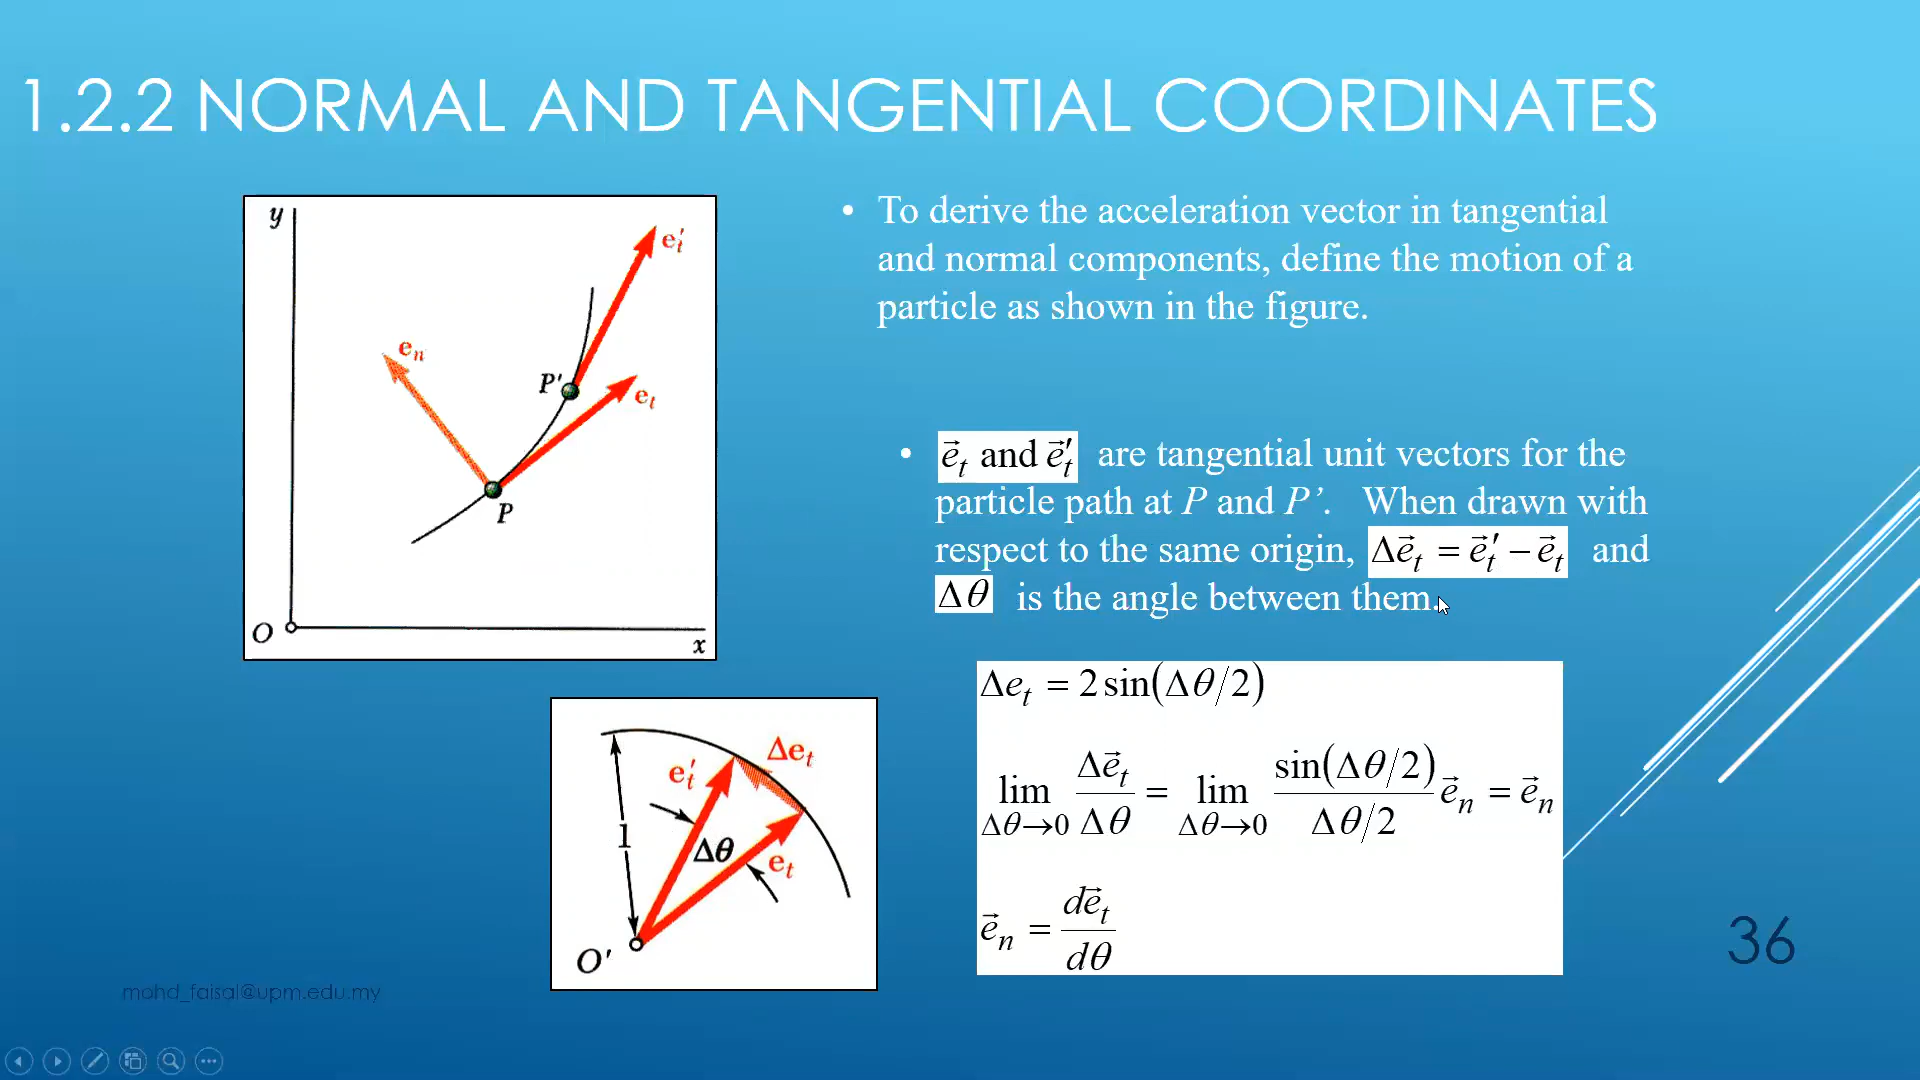 1.2.2 NORMAL AND TANGENTIAL COORDINATES
• To derive the acceleration vector in tangential
and normal components, define the motion of a
particle as shown in the figure.
y
e′t
en
P'
et
P
O
x
• e⃗t and e⃗′t are tangential unit vectors for the
particle path at P and P’. When drawn with
respect to the same origin, Δe⃗t = e⃗′t − e⃗t and
Δθ is the angle between them.
Δet
e′t
1
Δθ
et
O'
Δet = 2 sin(Δθ/2)
lim Δθ→0 Δe⃗t/Δθ = lim Δθ→0 sin(Δθ/2)/(Δθ/2) e⃗n = e⃗n
e⃗n = de⃗t/dθ
36
mohd_faisal@upm.edu.my